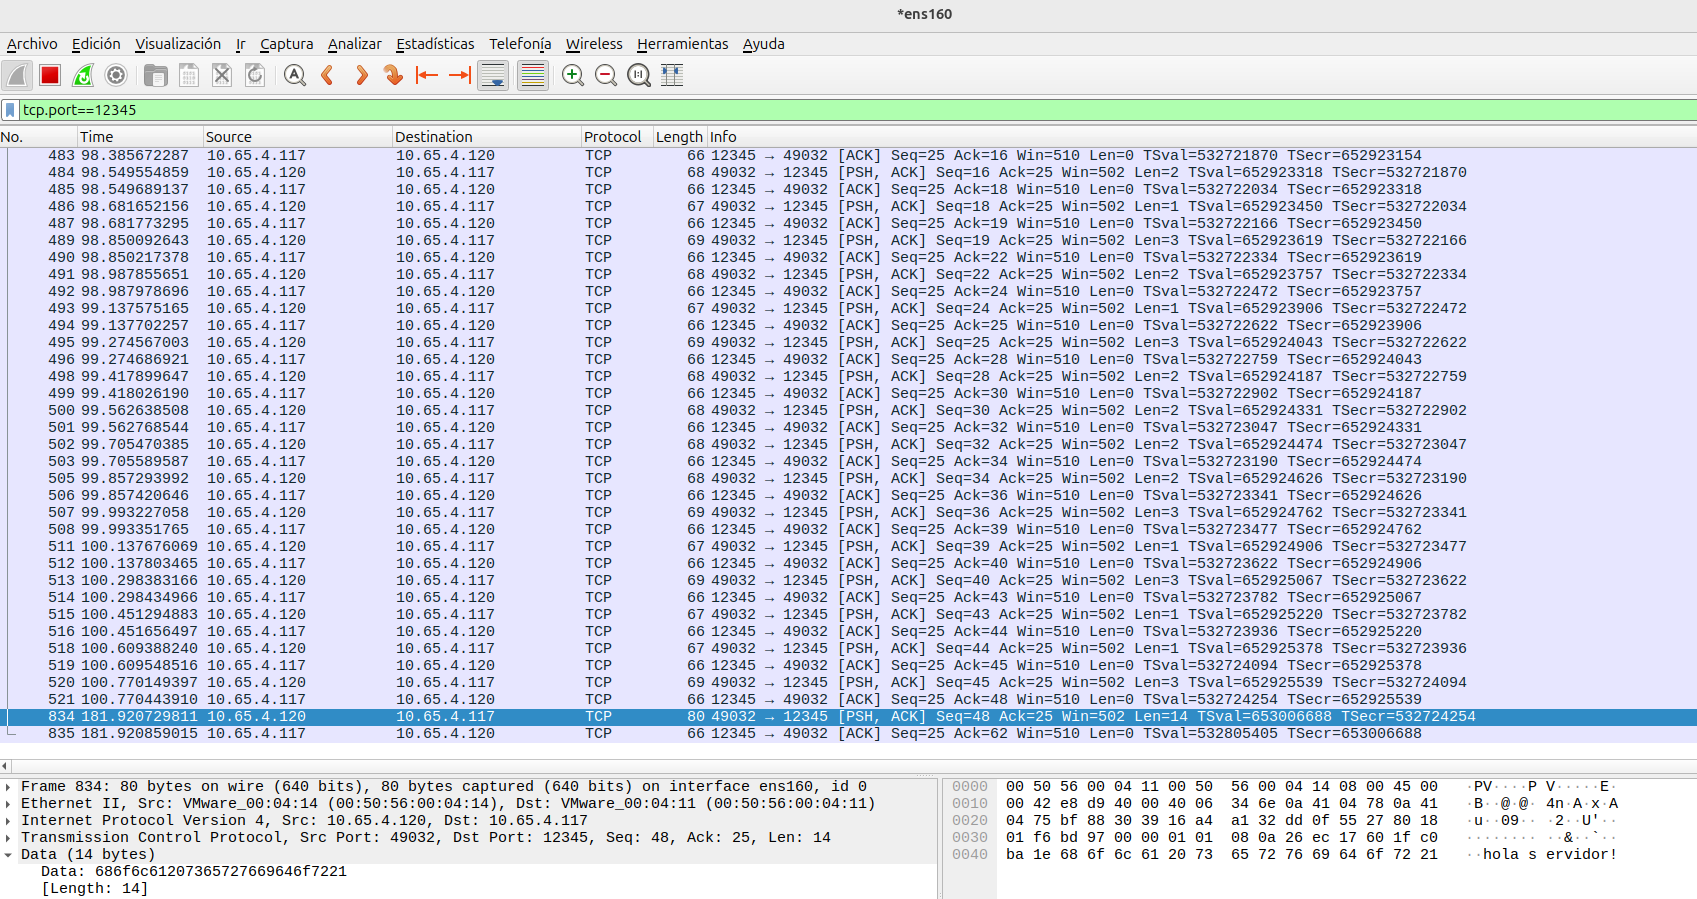 *ens160
Archivo Edición Visualización Ir Captura Analizar Estadísticas Telefonía Wireless Herramientas Ayuda
tcp.port==12345
No. Time Source Destination Protocol Length Info
483 98.385672287 10.65.4.117 10.65.4.120 TCP 66 12345 → 49032 [ACK] Seq=25 Ack=16 Win=510 Len=0 TSval=532721870 TSecr=652923154
484 98.549554859 10.65.4.120 10.65.4.117 TCP 68 49032 → 12345 [PSH, ACK] Seq=16 Ack=25 Win=502 Len=2 TSval=652923318 TSecr=532721870
485 98.549689137 10.65.4.117 10.65.4.120 TCP 66 12345 → 49032 [ACK] Seq=25 Ack=18 Win=510 Len=0 TSval=532722034 TSecr=652923318
486 98.681652156 10.65.4.120 10.65.4.117 TCP 67 49032 → 12345 [PSH, ACK] Seq=18 Ack=25 Win=502 Len=1 TSval=652923450 TSecr=532722034
487 98.681773295 10.65.4.117 10.65.4.120 TCP 66 12345 → 49032 [ACK] Seq=25 Ack=19 Win=510 Len=0 TSval=532722166 TSecr=652923450
489 98.850092643 10.65.4.120 10.65.4.117 TCP 69 49032 → 12345 [PSH, ACK] Seq=19 Ack=25 Win=502 Len=3 TSval=652923619 TSecr=532722166
490 98.850217378 10.65.4.117 10.65.4.120 TCP 66 12345 → 49032 [ACK] Seq=25 Ack=22 Win=510 Len=0 TSval=532722334 TSecr=652923619
491 98.987855651 10.65.4.120 10.65.4.117 TCP 68 49032 → 12345 [PSH, ACK] Seq=22 Ack=25 Win=502 Len=2 TSval=652923757 TSecr=532722334
492 98.987978696 10.65.4.117 10.65.4.120 TCP 66 12345 → 49032 [ACK] Seq=25 Ack=24 Win=510 Len=0 TSval=532722472 TSecr=652923757
493 99.137575165 10.65.4.120 10.65.4.117 TCP 67 49032 → 12345 [PSH, ACK] Seq=24 Ack=25 Win=502 Len=1 TSval=652923906 TSecr=532722472
494 99.137702257 10.65.4.117 10.65.4.120 TCP 66 12345 → 49032 [ACK] Seq=25 Ack=25 Win=510 Len=0 TSval=532722622 TSecr=652923906
495 99.274567003 10.65.4.120 10.65.4.117 TCP 69 49032 → 12345 [PSH, ACK] Seq=25 Ack=25 Win=502 Len=3 TSval=652924043 TSecr=532722622
496 99.274686921 10.65.4.117 10.65.4.120 TCP 66 12345 → 49032 [ACK] Seq=25 Ack=28 Win=510 Len=0 TSval=532722759 TSecr=652924043
498 99.417899647 10.65.4.120 10.65.4.117 TCP 68 49032 → 12345 [PSH, ACK] Seq=28 Ack=25 Win=502 Len=2 TSval=652924187 TSecr=532722759
499 99.418026190 10.65.4.117 10.65.4.120 TCP 66 12345 → 49032 [ACK] Seq=25 Ack=30 Win=510 Len=0 TSval=532722902 TSecr=652924187
500 99.562638508 10.65.4.120 10.65.4.117 TCP 68 49032 → 12345 [PSH, ACK] Seq=30 Ack=25 Win=502 Len=2 TSval=652924331 TSecr=532722902
501 99.562768544 10.65.4.117 10.65.4.120 TCP 66 12345 → 49032 [ACK] Seq=25 Ack=32 Win=510 Len=0 TSval=532723047 TSecr=652924331
502 99.705470385 10.65.4.120 10.65.4.117 TCP 68 49032 → 12345 [PSH, ACK] Seq=32 Ack=25 Win=502 Len=2 TSval=652924474 TSecr=532723047
503 99.705589587 10.65.4.117 10.65.4.120 TCP 66 12345 → 49032 [ACK] Seq=25 Ack=34 Win=510 Len=0 TSval=532723190 TSecr=652924474
505 99.857293992 10.65.4.120 10.65.4.117 TCP 68 49032 → 12345 [PSH, ACK] Seq=34 Ack=25 Win=502 Len=2 TSval=652924626 TSecr=532723190
506 99.857420646 10.65.4.117 10.65.4.120 TCP 66 12345 → 49032 [ACK] Seq=25 Ack=36 Win=510 Len=0 TSval=532723341 TSecr=652924626
507 99.993227058 10.65.4.120 10.65.4.117 TCP 69 49032 → 12345 [PSH, ACK] Seq=36 Ack=25 Win=502 Len=3 TSval=652924762 TSecr=532723341
508 99.993351765 10.65.4.117 10.65.4.120 TCP 66 12345 → 49032 [ACK] Seq=25 Ack=39 Win=510 Len=0 TSval=532723477 TSecr=652924762
511 100.137676069 10.65.4.120 10.65.4.117 TCP 67 49032 → 12345 [PSH, ACK] Seq=39 Ack=25 Win=502 Len=1 TSval=652924906 TSecr=532723477
512 100.137803465 10.65.4.117 10.65.4.120 TCP 66 12345 → 49032 [ACK] Seq=25 Ack=40 Win=510 Len=0 TSval=532723622 TSecr=652924906
513 100.298383166 10.65.4.120 10.65.4.117 TCP 69 49032 → 12345 [PSH, ACK] Seq=40 Ack=25 Win=502 Len=3 TSval=652925067 TSecr=532723622
514 100.298434966 10.65.4.117 10.65.4.120 TCP 66 12345 → 49032 [ACK] Seq=25 Ack=43 Win=510 Len=0 TSval=532723782 TSecr=652925067
515 100.451294883 10.65.4.120 10.65.4.117 TCP 67 49032 → 12345 [PSH, ACK] Seq=43 Ack=25 Win=502 Len=1 TSval=652925220 TSecr=532723782
516 100.451656497 10.65.4.117 10.65.4.120 TCP 66 12345 → 49032 [ACK] Seq=25 Ack=44 Win=510 Len=0 TSval=532723936 TSecr=652925220
518 100.609388240 10.65.4.120 10.65.4.117 TCP 67 49032 → 12345 [PSH, ACK] Seq=44 Ack=25 Win=502 Len=1 TSval=652925378 TSecr=532723936
519 100.609548516 10.65.4.117 10.65.4.120 TCP 66 12345 → 49032 [ACK] Seq=25 Ack=45 Win=510 Len=0 TSval=532724094 TSecr=652925378
520 100.770149397 10.65.4.120 10.65.4.117 TCP 69 49032 → 12345 [PSH, ACK] Seq=45 Ack=25 Win=502 Len=3 TSval=652925539 TSecr=532724094
521 100.770443910 10.65.4.117 10.65.4.120 TCP 66 12345 → 49032 [ACK] Seq=25 Ack=48 Win=510 Len=0 TSval=532724254 TSecr=652925539
834 181.920729811 10.65.4.120 10.65.4.117 TCP 80 49032 → 12345 [PSH, ACK] Seq=48 Ack=25 Win=502 Len=14 TSval=653006688 TSecr=532724254
835 181.920859015 10.65.4.117 10.65.4.120 TCP 66 12345 → 49032 [ACK] Seq=25 Ack=62 Win=510 Len=0 TSval=532805405 TSecr=653006688
Frame 834: 80 bytes on wire (640 bits), 80 bytes captured (640 bits) on interface ens160, id 0
Ethernet II, Src: VMware_00:04:14 (00:50:56:00:04:14), Dst: VMware_00:04:11 (00:50:56:00:04:11)
Internet Protocol Version 4, Src: 10.65.4.120, Dst: 10.65.4.117
Transmission Control Protocol, Src Port: 49032, Dst Port: 12345, Seq: 48, Ack: 25, Len: 14
Data (14 bytes)
Data: 686f6c61207365727669646f7221
[Length: 14]
0000 00 50 56 00 04 11 00 50 56 00 04 14 08 00 45 00 ·PV····P V·····E·
0010 00 42 e8 d9 40 00 40 06 34 6e 0a 41 04 78 0a 41 ·B··@·@· 4n·A·x·A
0020 04 75 bf 88 30 39 16 a4 a1 32 dd 0f 55 27 80 18 ·u··09·· ·2··U'··
0030 01 f6 bd 97 00 00 01 01 08 0a 26 ec 17 60 1f c0 ········ ··&··`··
0040 ba 1e 68 6f 6c 61 20 73 65 72 76 69 64 6f 72 21 ··hola s ervidor!